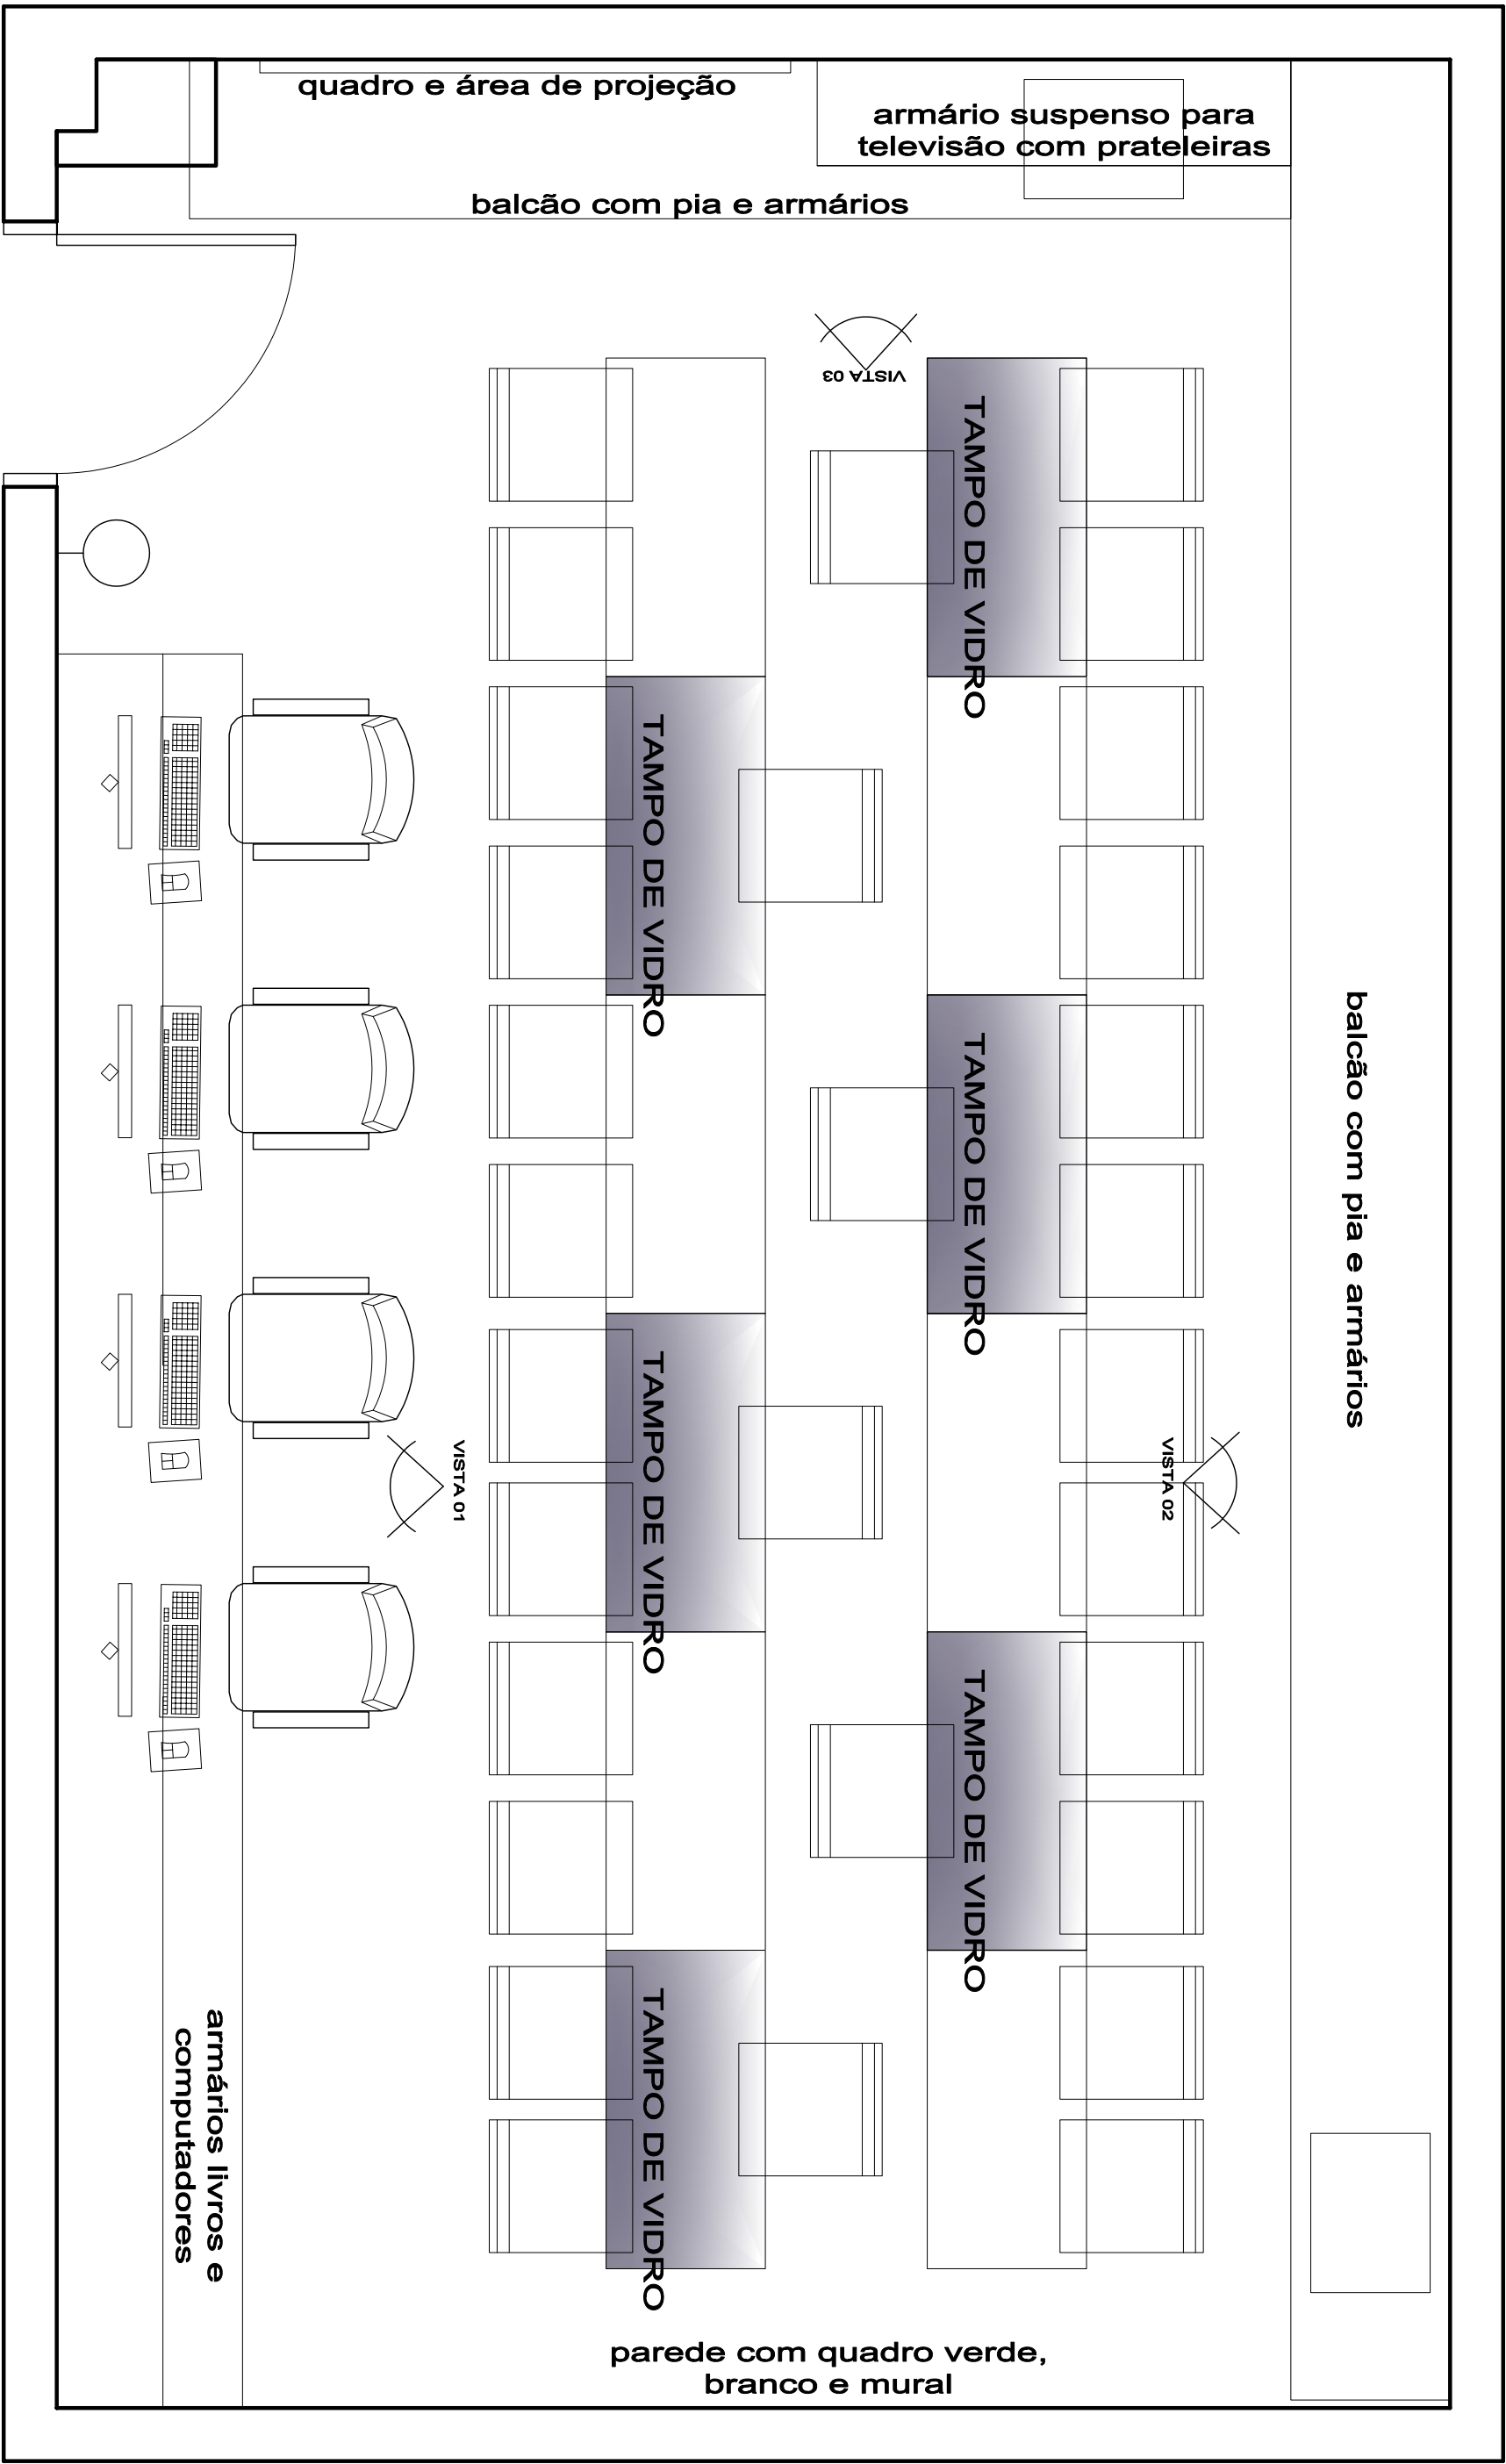 quadro e área de projeção
armário suspenso para
televisão com prateleiras
balcão com pia e armários
VISTA 03
TAMPO DE VIDRO
TAMPO DE VIDRO
TAMPO DE VIDRO
TAMPO DE VIDRO
TAMPO DE VIDRO
TAMPO DE VIDRO
balcão com pia e armários
VISTA 01
VISTA 02
armários livros e
computadores
parede com quadro verde,
branco e mural